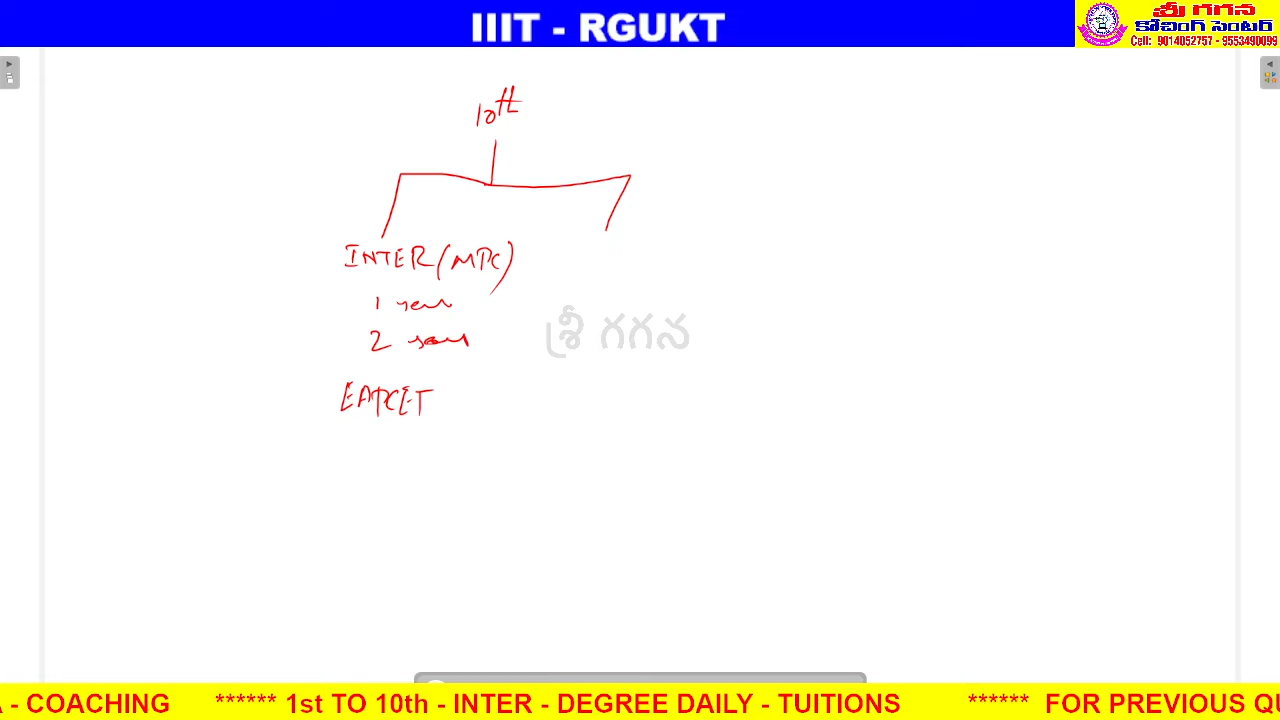 IIIT - RGUKT
శ్రీ గగన
కోచింగ్ సెంటర్
Cell: 9014052757 - 9553490099
10th
INTER (MPC)
1 year
2 year
శ్రీ గగన
EAPCET
A - COACHING ****** 1st TO 10th - INTER - DEGREE DAILY - TUITIONS ****** FOR PREVIOUS QU